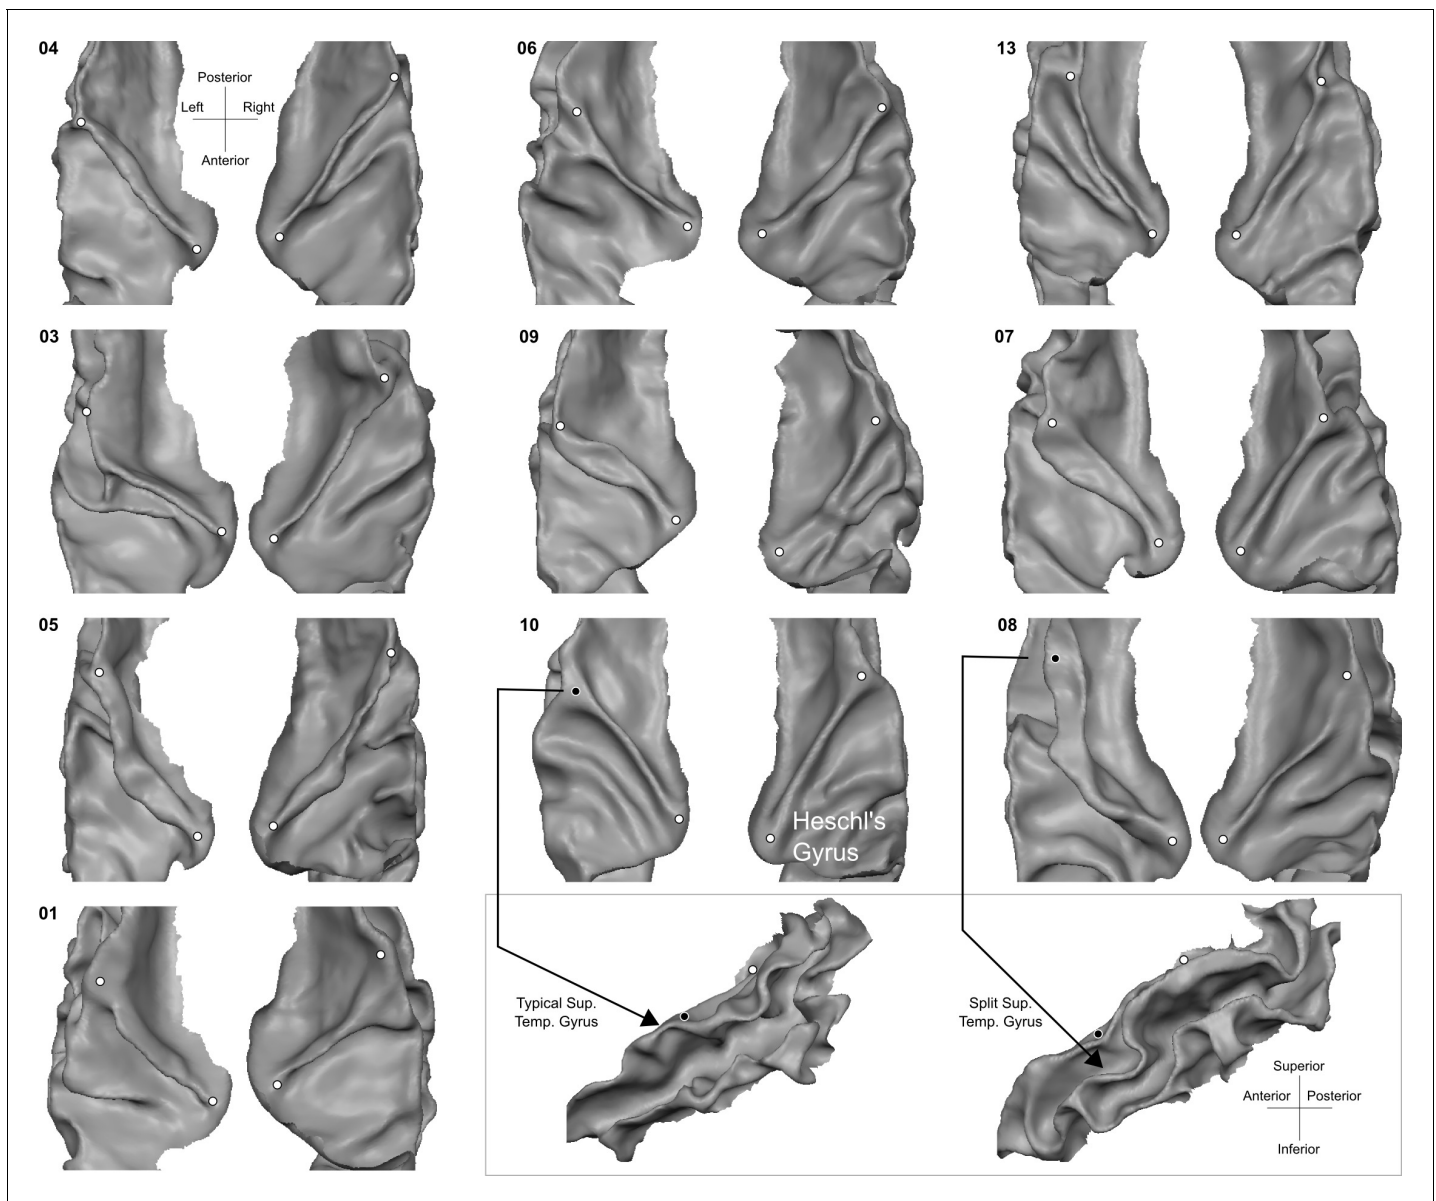 04
06
13
Posterior
Left
Right
Anterior
03
09
07
05
10
08
Heschl's
Gyrus
01
Typical Sup.
Temp. Gyrus
Split Sup.
Temp. Gyrus
Superior
Anterior
Posterior
Inferior